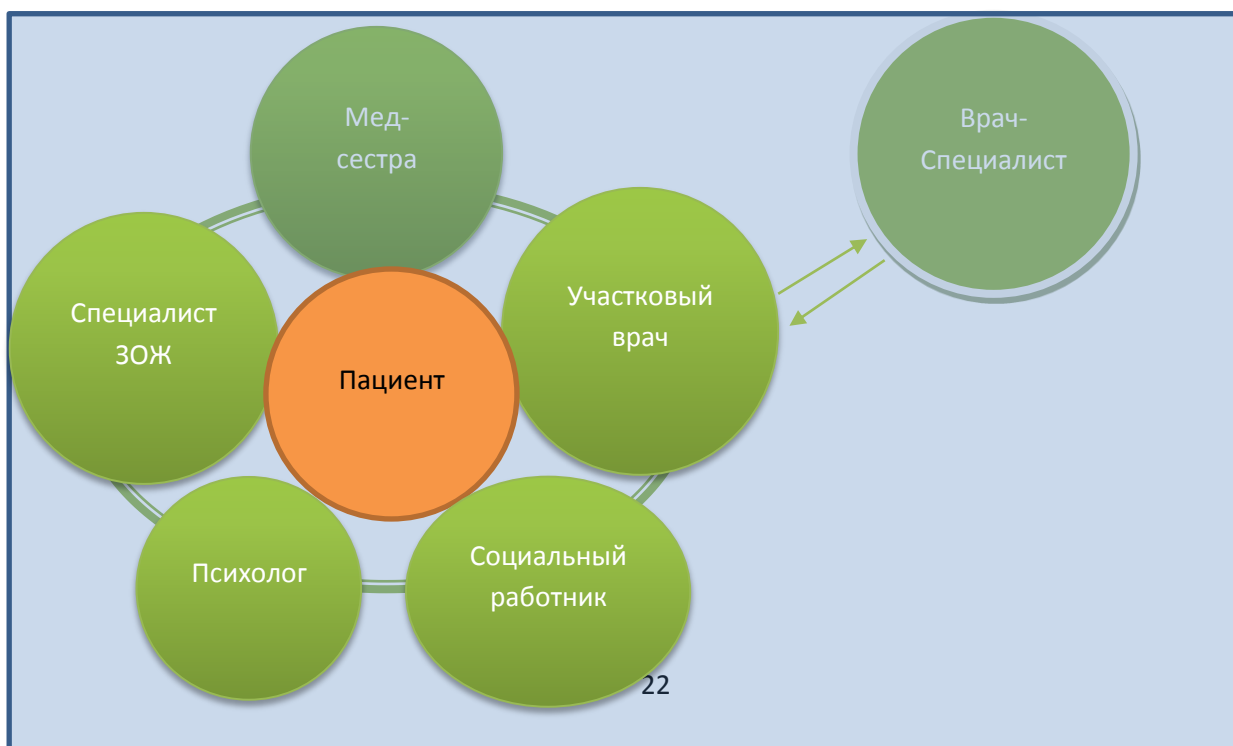 Мед-
сестра
Врач-
Специалист
Участковый
врач
Специалист
ЗОЖ
Пациент
Психолог
Социальный
работник
22